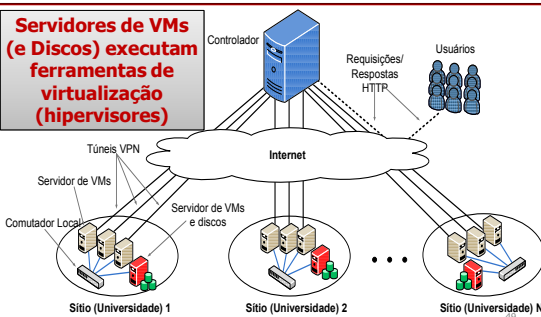 Servidores de VMs
(e Discos) executam
ferramentas de
virtualização
(hipervisores)
Controlador
Requisições/
Respostas
HTTP
Usuários
Internet
Túneis VPN
Servidor de VMs
Comutador Local
Servidor de VMs
e discos
Sítio (Universidade) 1
Sítio (Universidade) 2
Sítio (Universidade) N
49